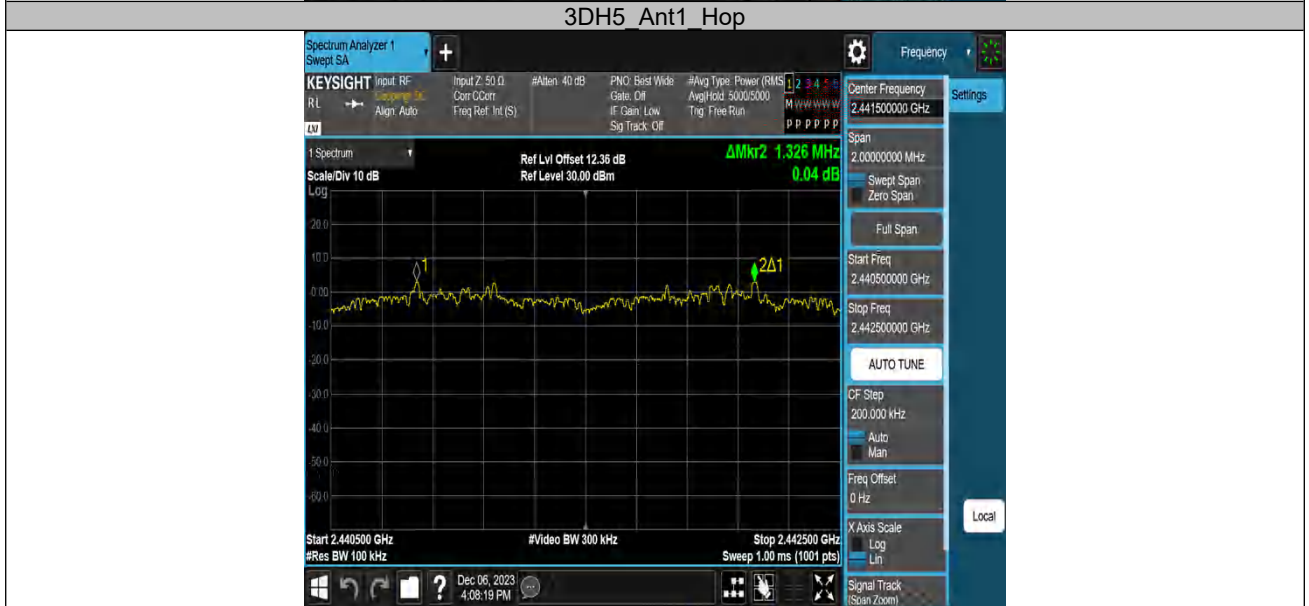 3DH5_Ant1_Hop
Spectrum Analyzer 1
Swept SA
+
Frequency
KEYSIGHT Input: RF
RL
Align: Auto
LXI
Input Z: 50 Ω
Corr CCorr
Freq Ref: Int (S)
#Atten: 40 dB
PNO: Best Wide
Gate: Off
IF Gain: Low
Sig Track: Off
#Avg Type: Power (RMS
Avg|Hold: 5000/5000
Trig: Free Run
1 2 3 4 5 6
M W W W W W
P P P P P P
Center Frequency
2.441500000 GHz
Settings
Span
2.00000000 MHz
Swept Span
Zero Span
Full Span
Start Freq
2.440500000 GHz
Stop Freq
2.442500000 GHz
AUTO TUNE
CF Step
200.000 kHz
Auto
Man
Freq Offset
0 Hz
X Axis Scale
Log
Lin
Signal Track
(Span Zoom)
Local
1 Spectrum
Scale/Div 10 dB
Log
Ref Lvl Offset 12.36 dB
Ref Level 30.00 dBm
ΔMkr2 1.326 MHz
0.04 dB
20.0
10.0
0.00
-10.0
-20.0
-30.0
-40.0
-50.0
-60.0
1
2Δ1
Start 2.440500 GHz
#Res BW 100 kHz
#Video BW 300 kHz
Stop 2.442500 GHz
Sweep 1.00 ms (1001 pts)
?
Dec 06, 2023
4:08:19 PM